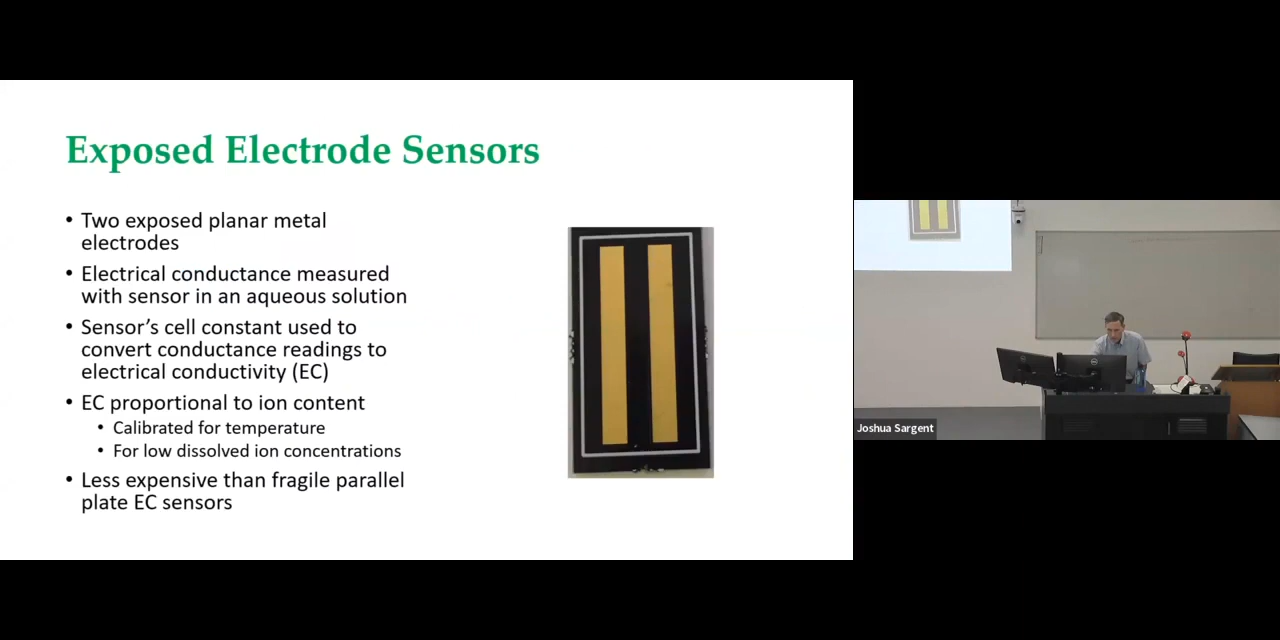 Exposed Electrode Sensors
• Two exposed planar metal
electrodes
• Electrical conductance measured
with sensor in an aqueous solution
• Sensor's cell constant used to
convert conductance readings to
electrical conductivity (EC)
• EC proportional to ion content
• Calibrated for temperature
• For low dissolved ion concentrations
• Less expensive than fragile parallel
plate EC sensors
Joshua Sargent